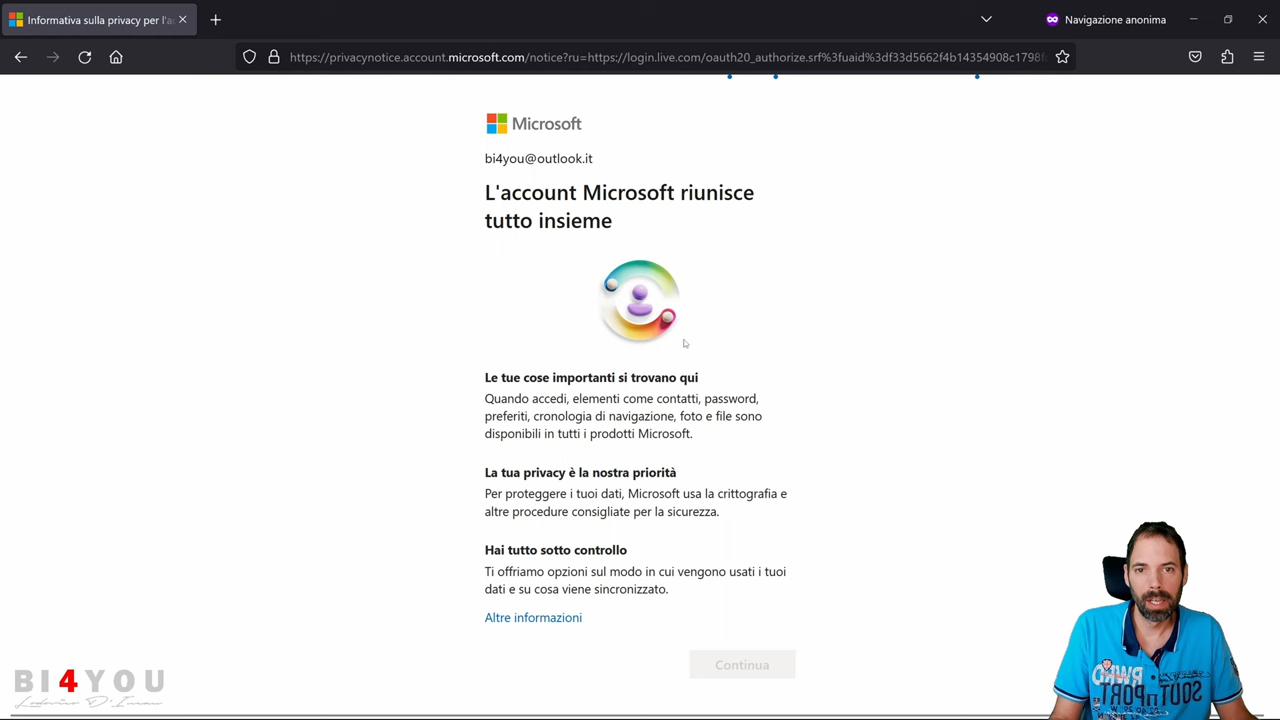 Informativa sulla privacy per l'ac
Navigazione anonima
https://privacynotice.account.microsoft.com/notice?ru=https://login.live.com/oauth20_authorize.srf%3fuaid%3df33d5662f4b14354908c1798f
Microsoft
bi4you@outlook.it
L'account Microsoft riunisce
tutto insieme
Le tue cose importanti si trovano qui
Quando accedi, elementi come contatti, password,
preferiti, cronologia di navigazione, foto e file sono
disponibili in tutti i prodotti Microsoft.
La tua privacy è la nostra priorità
Per proteggere i tuoi dati, Microsoft usa la crittografia e
altre procedure consigliate per la sicurezza.
Hai tutto sotto controllo
Ti offriamo opzioni sul modo in cui vengono usati i tuoi
dati e su cosa viene sincronizzato.
Altre informazioni
Continua
BI4YOU
SOUTHPORT